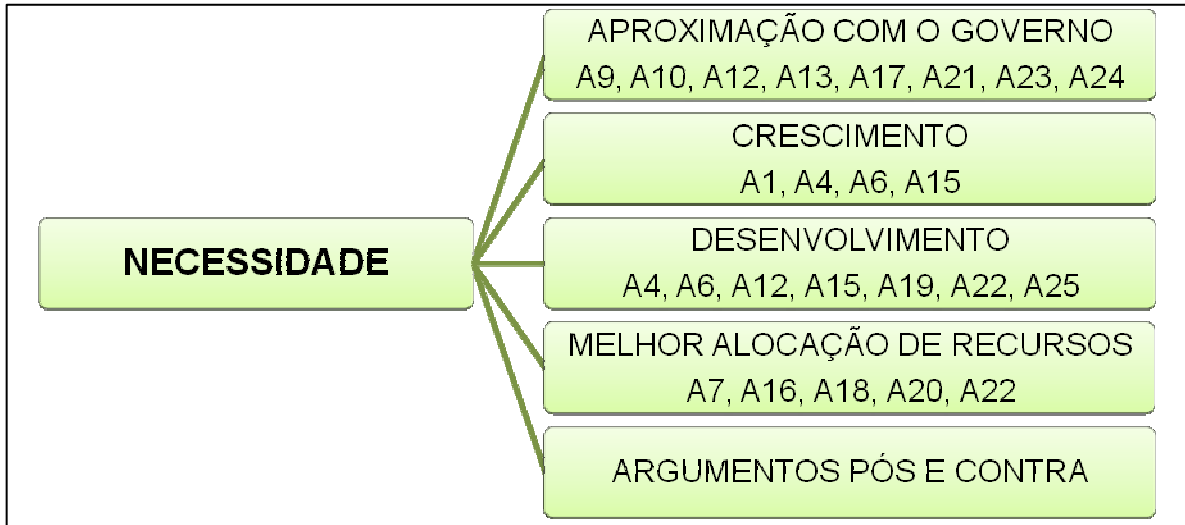 APROXIMAÇÃO COM O GOVERNO
A9, A10, A12, A13, A17, A21, A23, A24
CRESCIMENTO
A1, A4, A6, A15
NECESSIDADE
DESENVOLVIMENTO
A4, A6, A12, A15, A19, A22, A25
MELHOR ALOCAÇÃO DE RECURSOS
A7, A16, A18, A20, A22
ARGUMENTOS PÓS E CONTRA